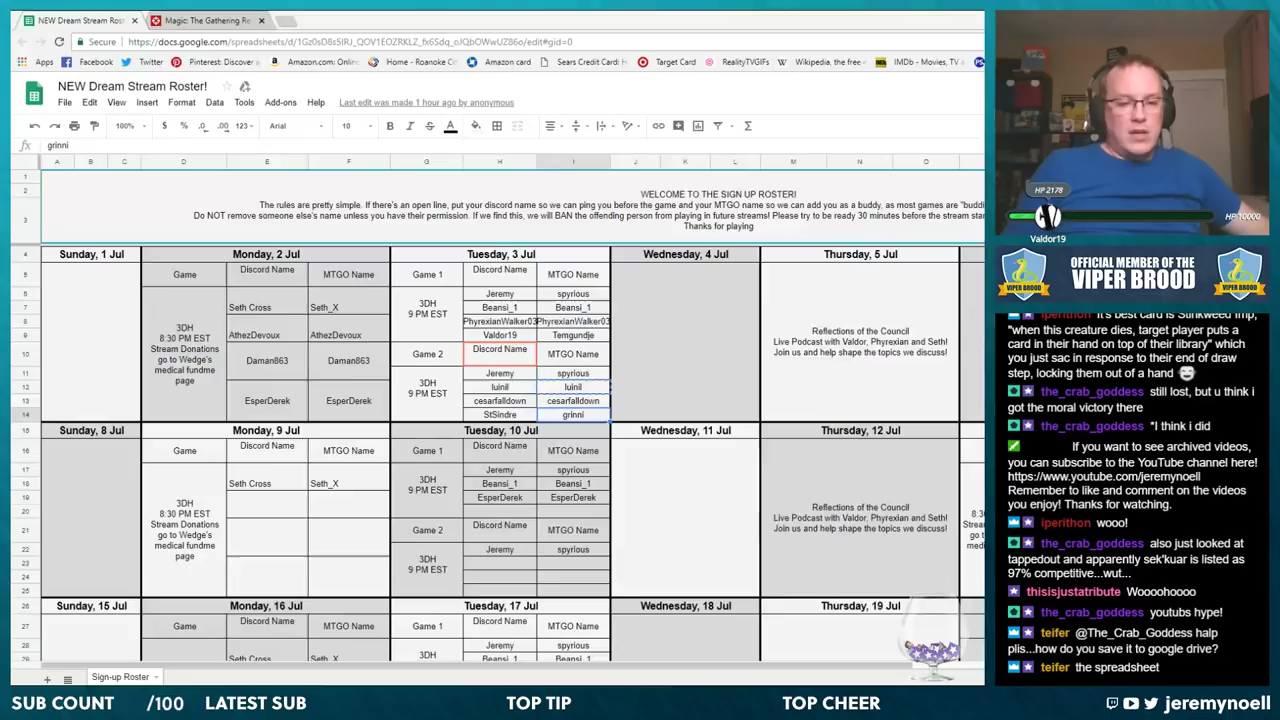 NEW Dream Stream Rost
Magic: The Gathering Re
Secure
https://docs.google.com/spreadsheets/d/1Gz0sD8s5IRJ_QOV1EOZRKLZ_fx6Sdq_oJQbOWwUZ86o/edit#gid=0
Apps
Facebook
Twitter
Pinterest: Discover
Amazon.com: Online
Home - Roanoke C
Amazon card
Sears Credit Card:
Target Card
RealityTVGIFs
Wikipedia, the free
IMDb - Movies, TV a
NEW Dream Stream Roster!
File Edit View Insert Format Data Tools Add-ons Help Last edit was made 1 hour ago by anonymous
100% $ % .0 .00 123 Arial 10
fx grinni
A B C D E F G H I J K L M N O
WELCOME TO THE SIGN UP ROSTER!
The rules are pretty simple. If there's an open line, put your discord name so we can ping you before the game and your MTGO name so we can add you as a buddy, as most games are "buddi
Do NOT remove someone else's name unless you have their permission. If we find this, we will BAN the offending person from playing in future streams! Please try to be ready 30 minutes before the stream start
Thanks for playing
Sunday, 1 Jul Monday, 2 Jul Tuesday, 3 Jul Wednesday, 4 Jul Thursday, 5 Jul
Game Discord Name MTGO Name Game 1 Discord Name MTGO Name
3DH
8:30 PM EST
Stream Donations
go to Wedge's
medical fundme
page
Seth Cross Seth_X
AthezDevoux AthezDevoux
Daman863 Daman863
EsperDerek EsperDerek
3DH
9 PM EST
Jeremy spyrious
Beansi_1 Beansi_1
PhyrexianWalker03 PhyrexianWalker03
Valdor19 Temgundje
Game 2 Discord Name MTGO Name
3DH
9 PM EST
Jeremy spyrious
luinil luinil
cesarfalldown cesarfalldown
StSindre grinni
Reflections of the Council
Live Podcast with Valdor, Phyrexian and Seth!
Join us and help shape the topics we discuss!
Sunday, 8 Jul Monday, 9 Jul Tuesday, 10 Jul Wednesday, 11 Jul Thursday, 12 Jul
Game Discord Name MTGO Name Game 1 Discord Name MTGO Name
3DH
8:30 PM EST
Stream Donations
go to Wedge's
medical fundme
page
Seth Cross Seth_X
3DH
9 PM EST
Jeremy spyrious
Beansi_1 Beansi_1
EsperDerek EsperDerek
Game 2 Discord Name MTGO Name
3DH
9 PM EST
Jeremy spyrious
Reflections of the Council
Live Podcast with Valdor, Phyrexian and Seth!
Join us and help shape the topics we discuss!
8:3
Strea
go to
Sunday, 15 Jul Monday, 16 Jul Tuesday, 17 Jul Wednesday, 18 Jul Thursday, 19 Jul
Game Discord Name MTGO Name Game 1 Discord Name MTGO Name
Seth Cross Seth_X
3DH
Jeremy spyrious
Beansi_1 Beansi_1
Sign-up Roster
HP 2178
HP 10000
Valdor19
OFFICIAL MEMBER OF THE
VIPER BROOD
iperithon It's best card is Stinkweed Imp,
"when this creature dies, target player puts a
card in their hand on top of their library" which
you just sac in response to their end of draw
step, locking them out of a hand
the_crab_goddess still lost, but u think i
got the moral victory there
the_crab_goddess *I think i did
If you want to see archived videos,
you can subscribe to the YouTube channel here!
https://www.youtube.com/jeremynoell
Remember to like and comment on the videos
you enjoy! Thanks for watching.
iperithon wooo!
the_crab_goddess also just looked at
tappedout and apparently sek'kuar is listed as
97% competitive...wut...
thisisjustatribute Woooohoooo
the_crab_goddess youtubs hype!
teifer @The_Crab_Goddess halp
plis...how do you save it to google drive?
teifer the spreadsheet
SUB COUNT /100 LATEST SUB TOP TIP TOP CHEER jeremynoell